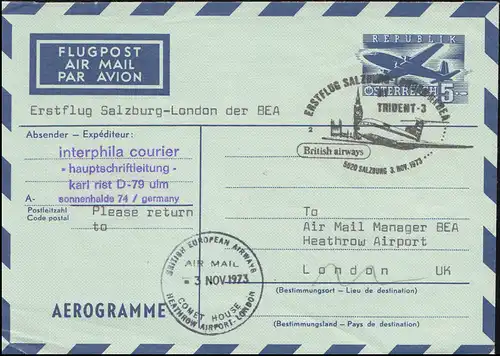 FLUGPOST
AIR MAIL
PAR AVION
REPUBLIK
ÖSTERREICH 5
ERSTFLUG SALZBURG-LONDON
BEA
TRIDENT-3
2
British airways
5020 SALZBURG 3. NOV. 1973
Erstflug Salzburg-London der BEA
Absender - Expéditeur:
interphila courier
- hauptschriftleitung -
karl rist D-79 ulm
A- sonnenhalde 74 / germany
Postleitzahl
Code postal
Please return
to
To
Air Mail Manager BEA
Heathrow Airport
London UK
(Bestimmungsort - Lieu de destination)
(Bestimmungsland - Pays de destination)
BRITISH EUROPEAN AIRWAYS
AIR MAIL
3 NOV 1973
COMET HOUSE
HEATHROW AIRPORT-LONDON
AEROGRAMME